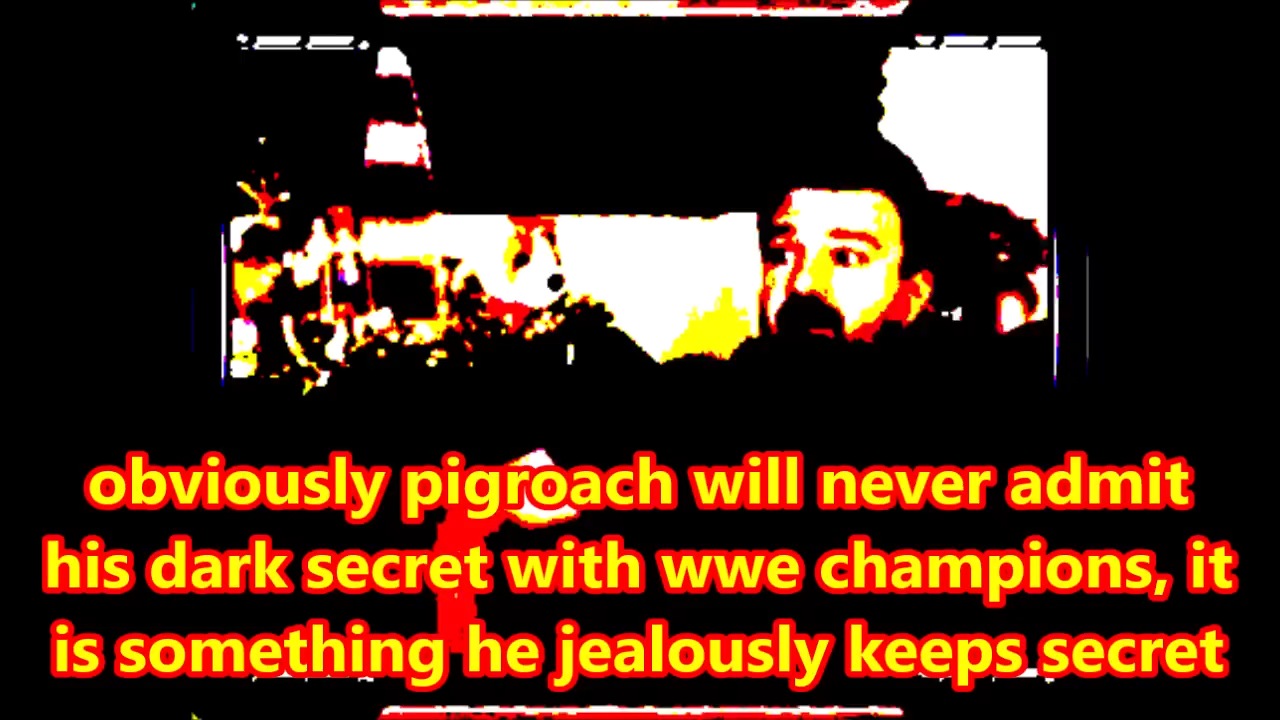 obviously pigroach will never admit
his dark secret with wwe champions, it
is something he jealously keeps secret